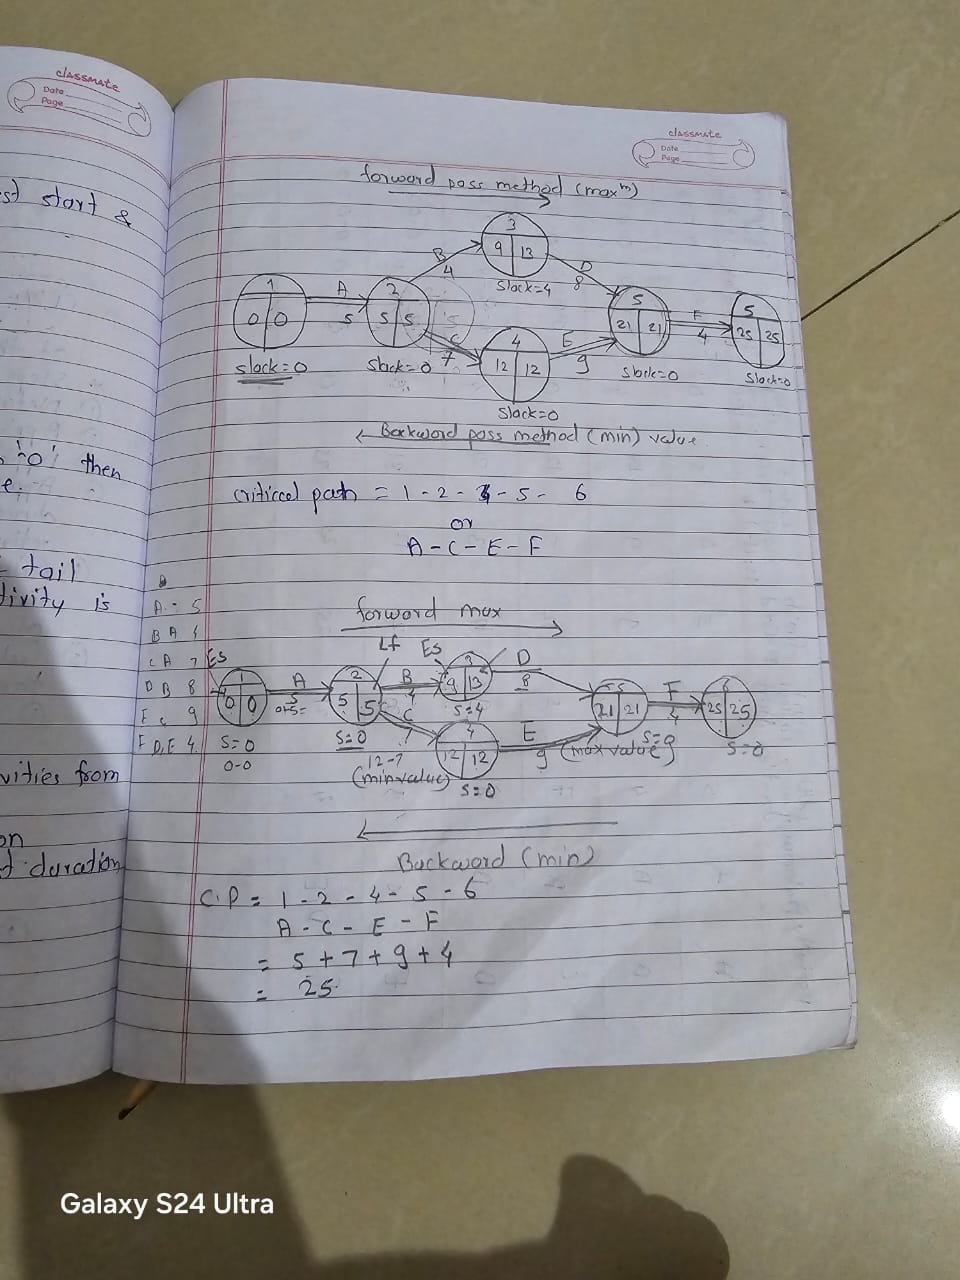 classmate
Date
Page
st) start &
'o' then
e.
tail
tivity is
vities from
on
duration
classmate
Date
Page
forward pass method (maxᵐ)
3
9 | 13
Slack=4
B
4
D
8
1
0 | 0
slack=0
A
5
2
5 | 5
Slack=0
C
7
4
12 | 12
Slack=0
E
9
5
21 | 21
Slack=0
F
4
5
25 | 25
Slack=0
← Backword pass method (min) value
critical path = 1 - 2 - 4 - 5 - 6
or
A - C - E - F
A - 5
B A 4
C A 7
D B 8
E C 9
F D,E 4
forward max
Lf
Es
ES
1
0 | 0
S=0
0-0
A
5
0+5=
2
5 | 5
S=0
12-7
(min value)
B
4
C
7
3
9 | 13
S=4
D
8
4
12 | 12
S=0
E
9
(max value)
5
21 | 21
S=0
F
4
6
25 | 25
S=0
Backword (min)
C.P = 1 - 2 - 4 - 5 - 6
A - C - E - F
= 5 + 7 + 9 + 4
= 25
Galaxy S24 Ultra